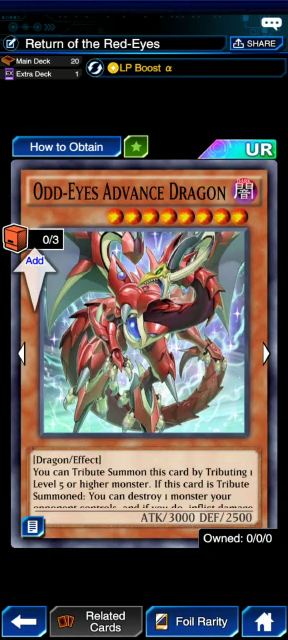 Return of the Red-Eyes
SHARE
Main Deck 20
EX Extra Deck 1
LP Boost α
How to Obtain
UR
ODD-EYES ADVANCE DRAGON
DARK
闇
0/3
Add
[Dragon/Effect]
You can Tribute Summon this card by Tributing 1
Level 5 or higher monster. If this card is Tribute
Summoned: You can destroy 1 monster your
opponent controls, and if you do, inflict damage
ATK/3000 DEF/2500
Owned: 0/0/0
Related
Cards
Foil Rarity